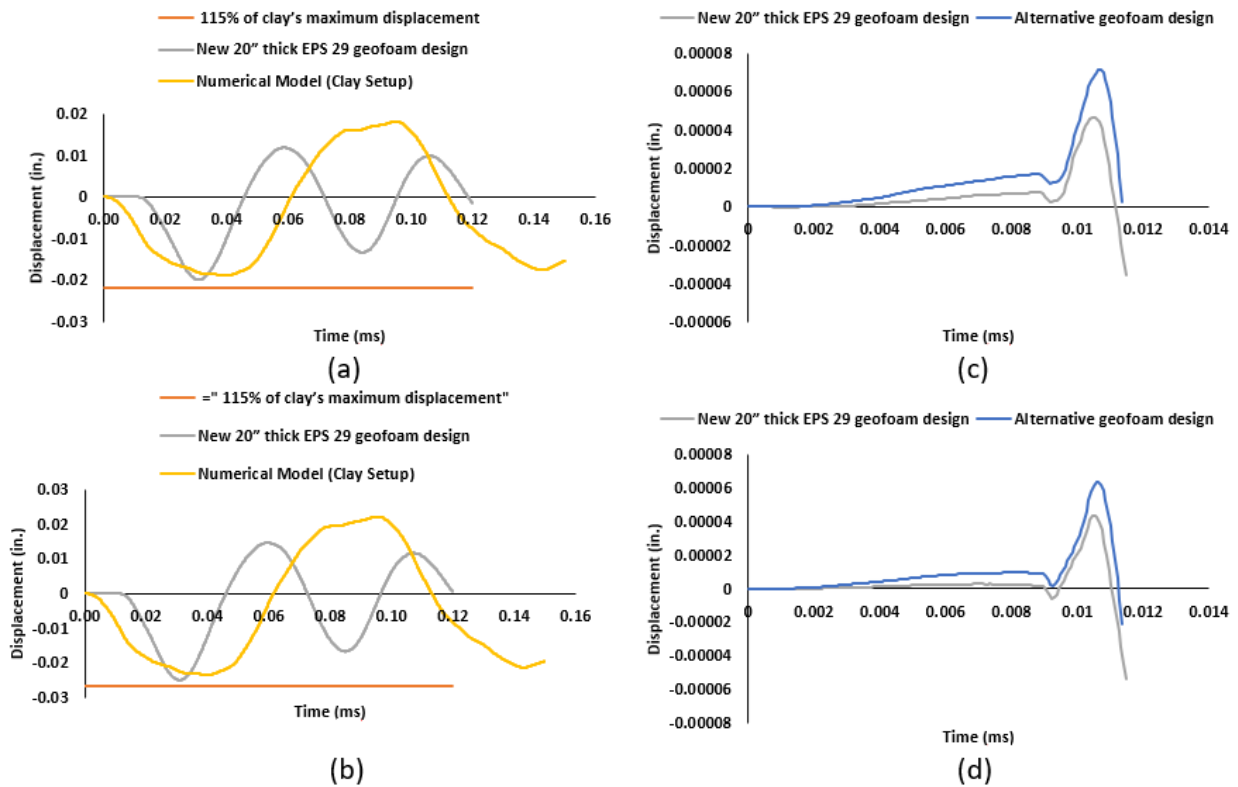 115% of clay’s maximum displacement
New 20” thick EPS 29 geofoam design
Numerical Model (Clay Setup)
0.02
0.01
0
-0.01
-0.02
-0.03
0.00 0.02 0.04 0.06 0.08 0.10 0.12 0.14 0.16
Displacement (in.)
Time (ms)
(a)
New 20” thick EPS 29 geofoam design Alternative geofoam design
0.00008
0.00006
0.00004
0.00002
0
-0.00002
-0.00004
-0.00006
0 0.002 0.004 0.006 0.008 0.010 0.012 0.014
Displacement (in.)
Time (ms)
(c)
=" 115% of clay’s maximum displacement"
New 20” thick EPS 29 geofoam design
Numerical Model (Clay Setup)
0.03
0.02
0.01
0
-0.01
-0.02
-0.03
0.00 0.02 0.04 0.06 0.08 0.10 0.12 0.14 0.16
Displacement (in.)
Time (ms)
(b)
New 20” thick EPS 29 geofoam design Alternative geofoam design
0.00008
0.00006
0.00004
0.00002
0
-0.00002
-0.00004
-0.00006
-0.00008
0 0.002 0.004 0.006 0.008 0.01 0.012 0.014
Displacement (in.)
Time (ms)
(d)